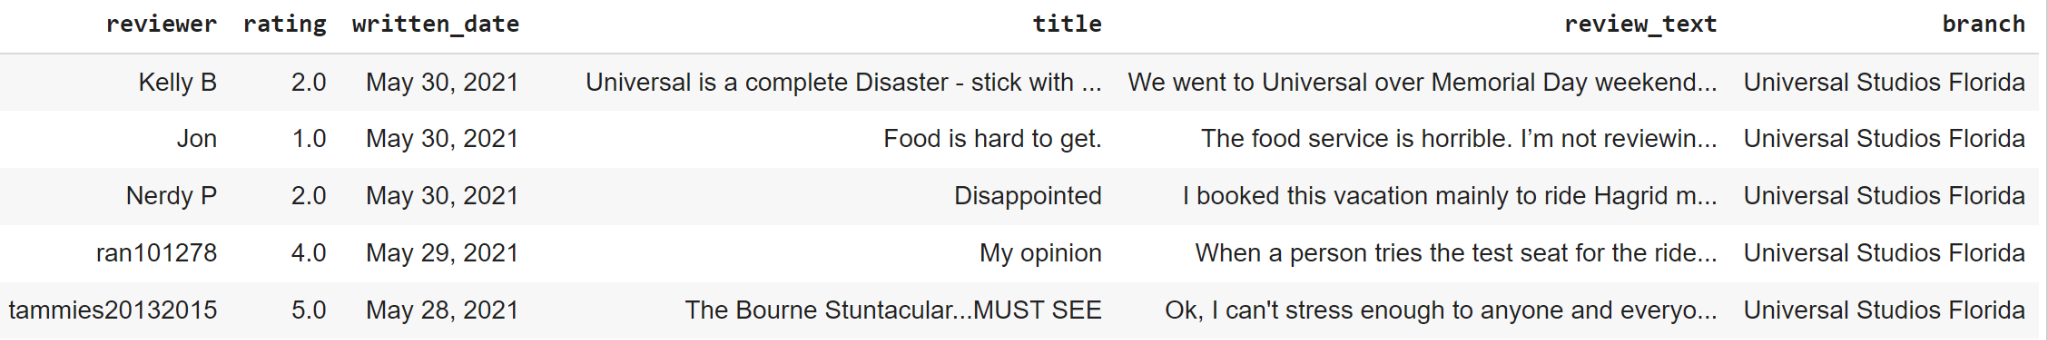 reviewer rating written_date title review_text branch
Kelly B 2.0 May 30, 2021 Universal is a complete Disaster - stick with ... We went to Universal over Memorial Day weekend... Universal Studios Florida
Jon 1.0 May 30, 2021 Food is hard to get. The food service is horrible. I’m not reviewin... Universal Studios Florida
Nerdy P 2.0 May 30, 2021 Disappointed I booked this vacation mainly to ride Hagrid m... Universal Studios Florida
ran101278 4.0 May 29, 2021 My opinion When a person tries the test seat for the ride... Universal Studios Florida
tammies20132015 5.0 May 28, 2021 The Bourne Stuntacular...MUST SEE Ok, I can't stress enough to anyone and everyo... Universal Studios Florida